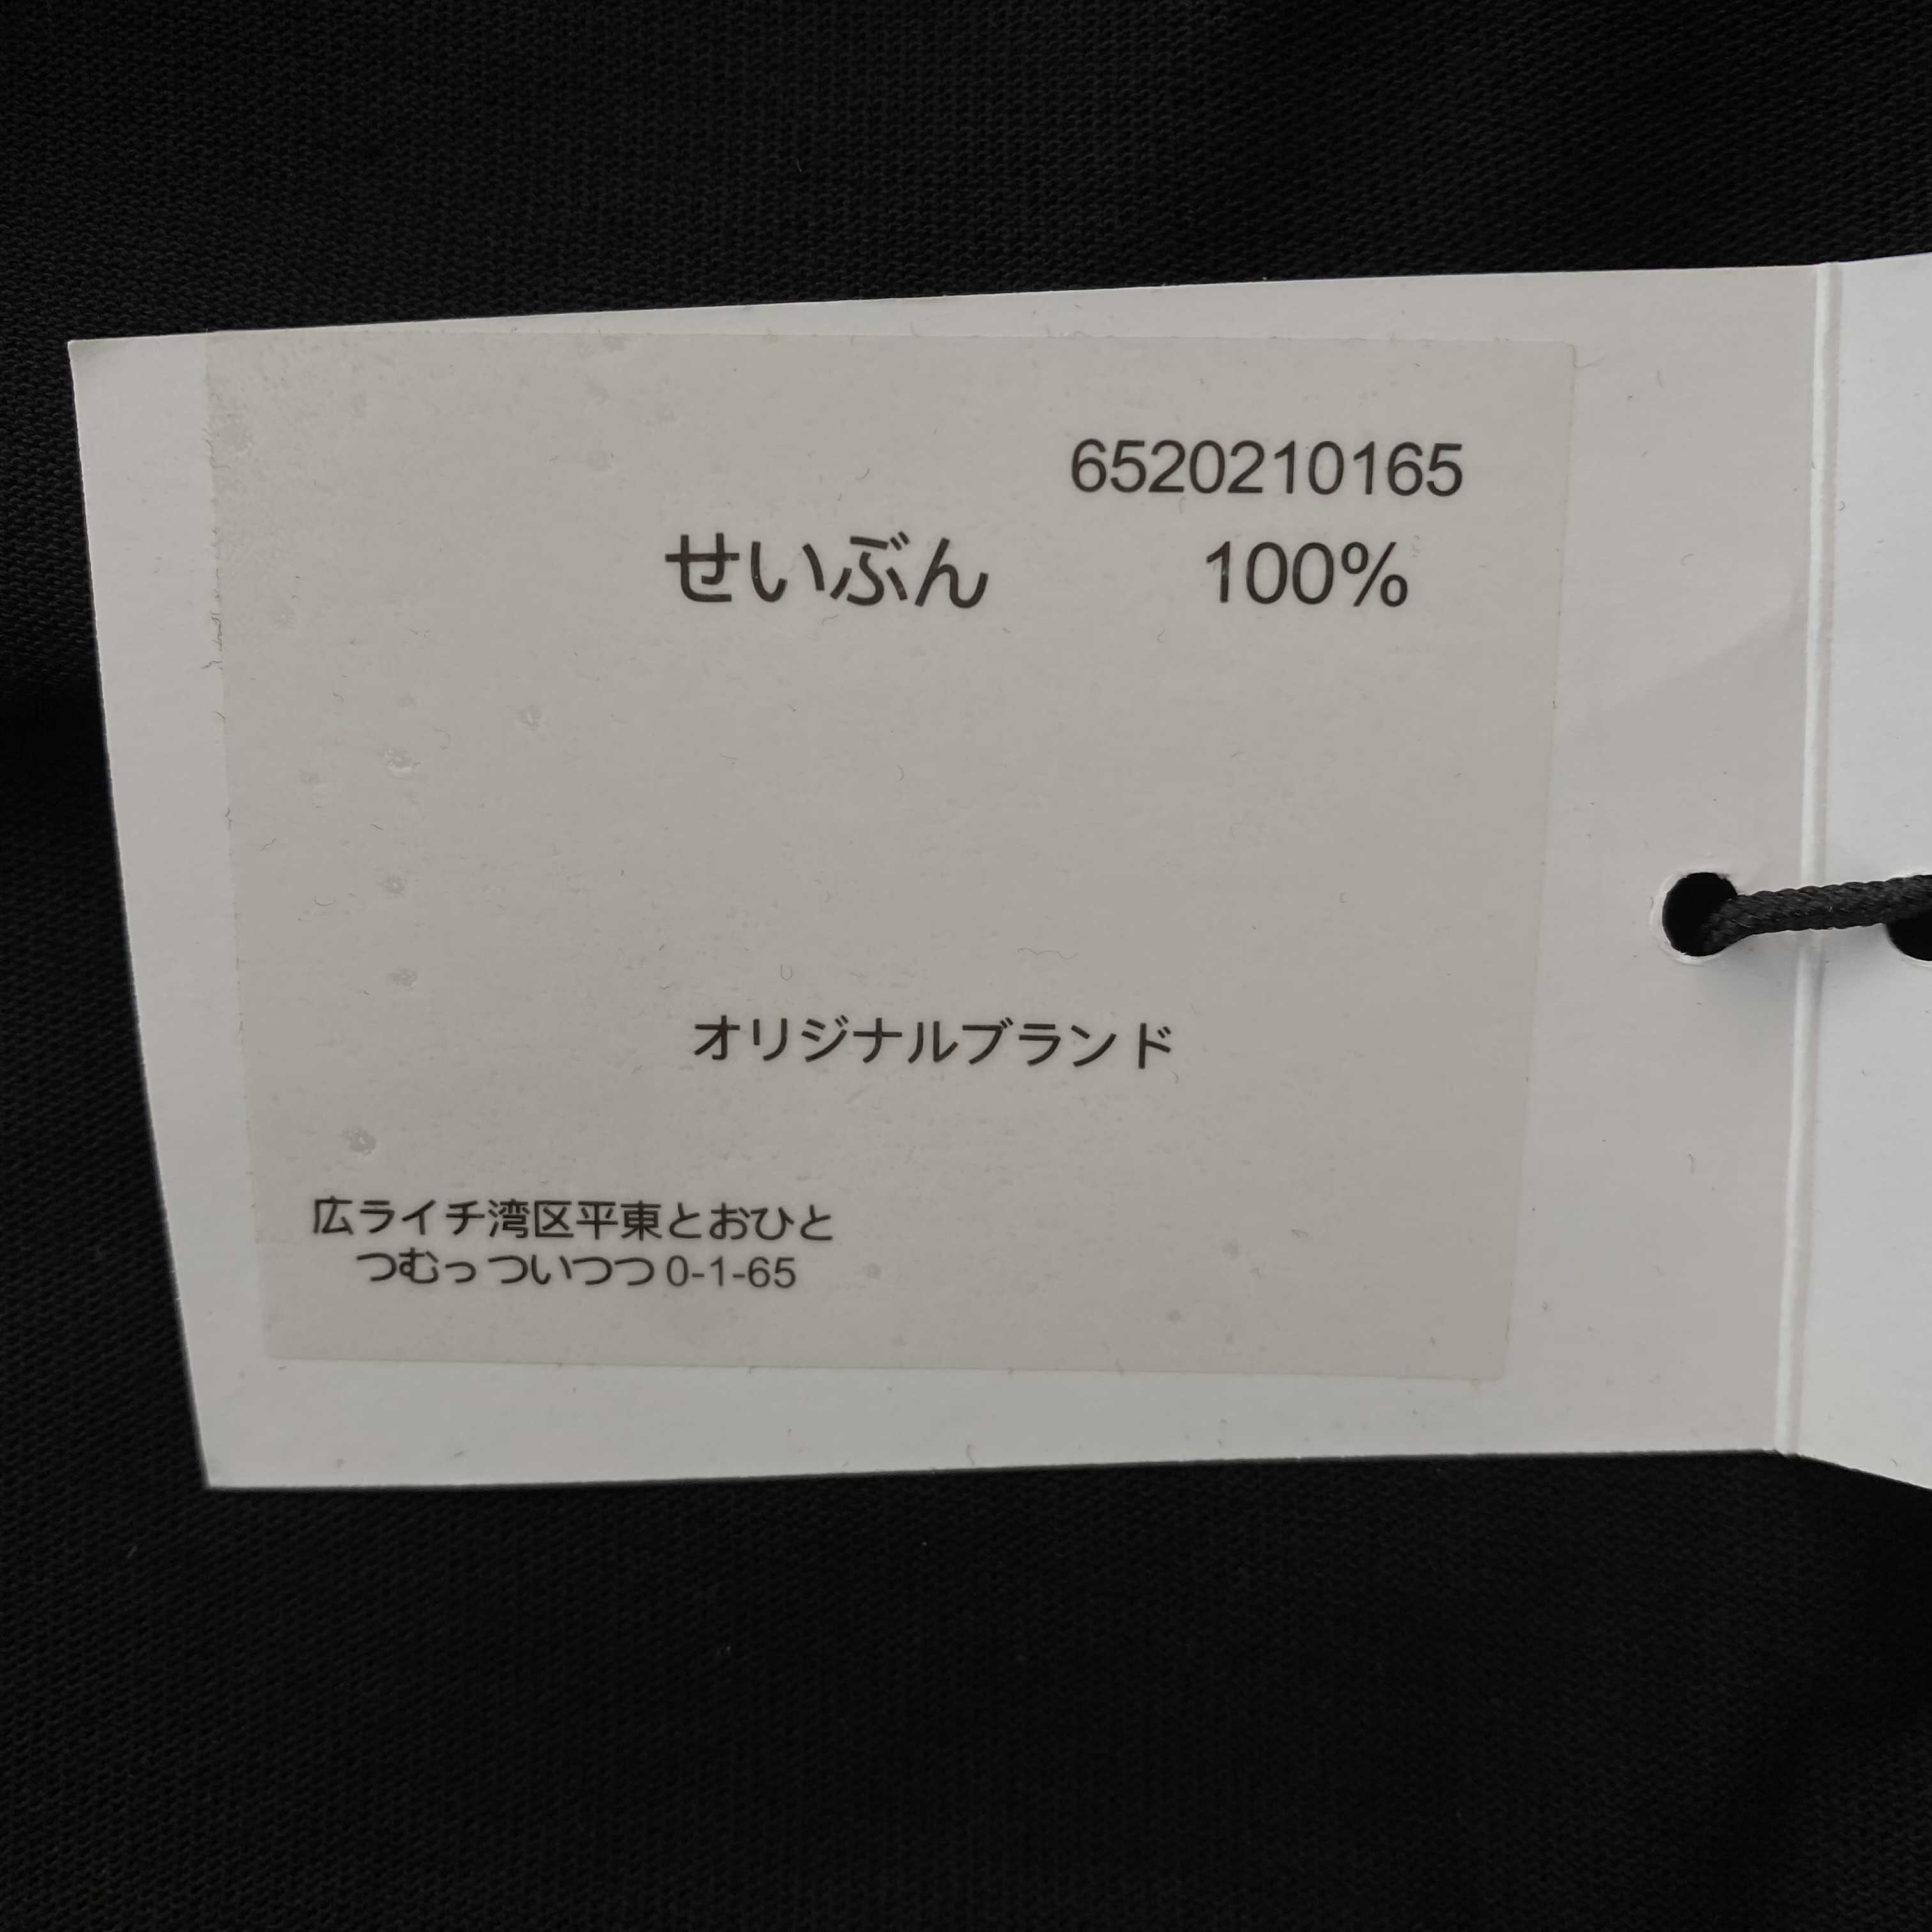 6520210165
せいぶん 100%
オリジナルブランド
広ライチ湾区平東とおひと
つむっついつつ0-1-65